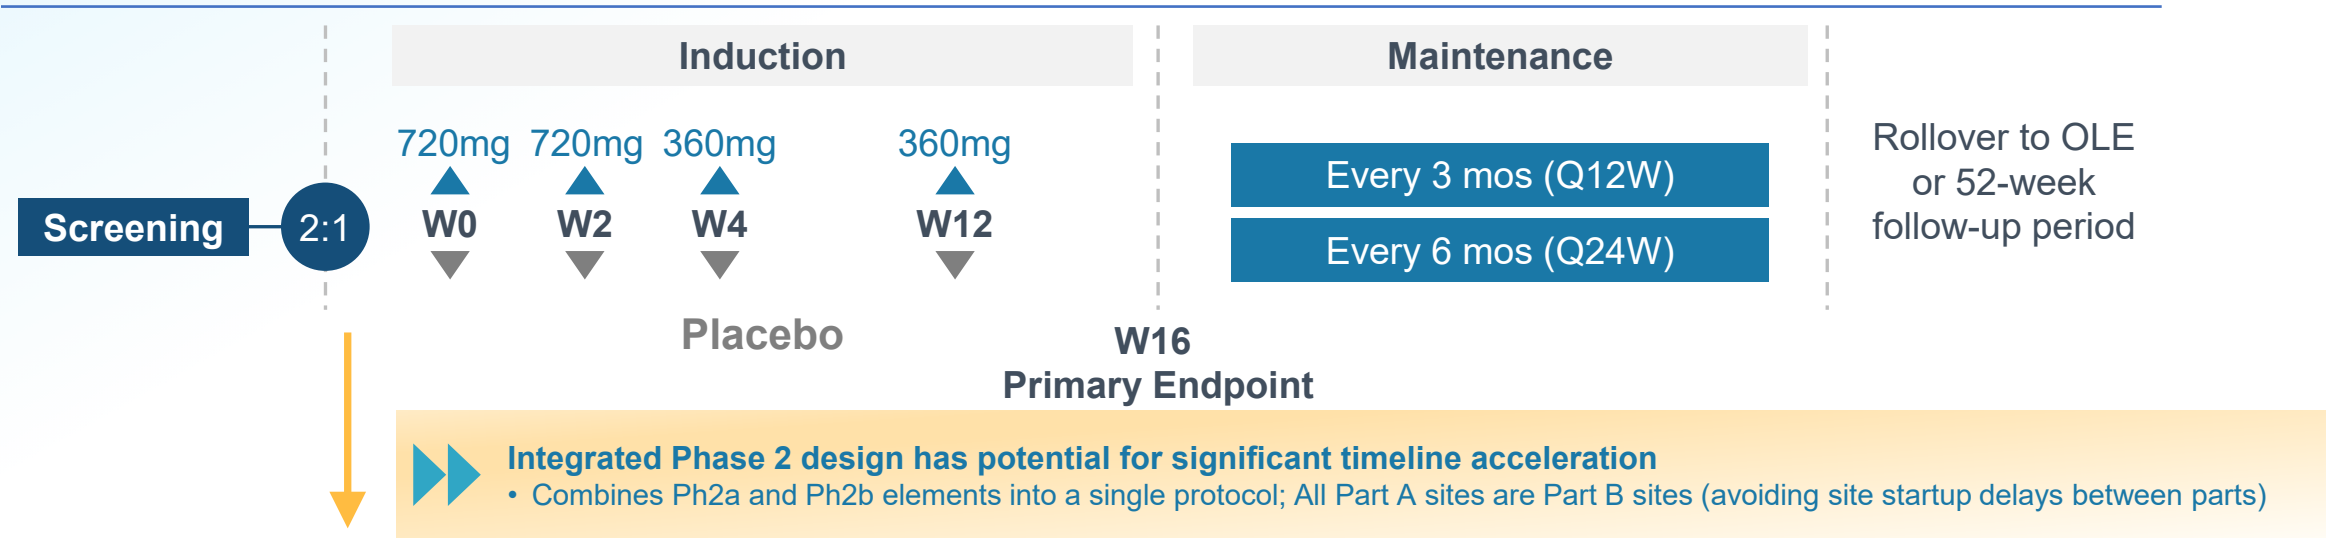 Induction
Maintenance
720mg 720mg 360mg 360mg
Screening
2:1
W0 W2 W4 W12
Placebo
W16
Primary Endpoint
Every 3 mos (Q12W)
Every 6 mos (Q24W)
Rollover to OLE
or 52-week
follow-up period
Integrated Phase 2 design has potential for significant timeline acceleration
• Combines Ph2a and Ph2b elements into a single protocol; All Part A sites are Part B sites (avoiding site startup delays between parts)